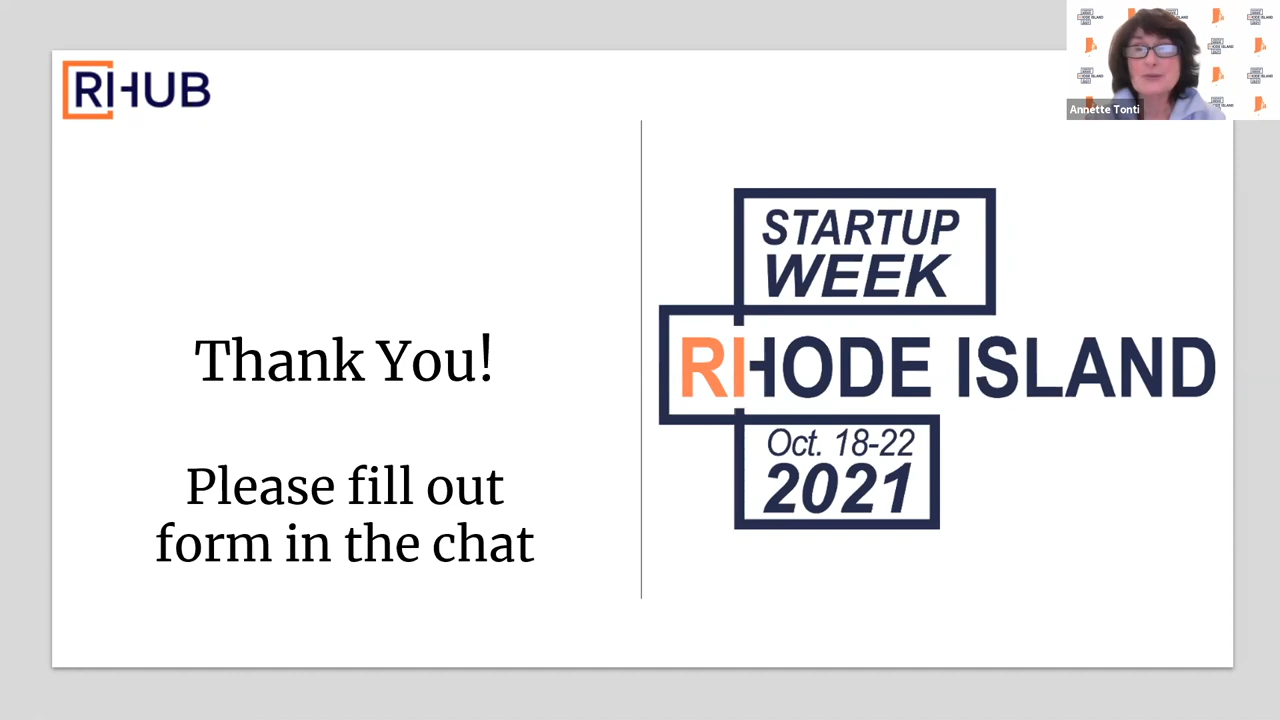 RIHUB
Annette Tonti
STARTUP
WEEK
RHODE ISLAND
Oct. 18-22
2021
Thank You!
Please fill out
form in the chat